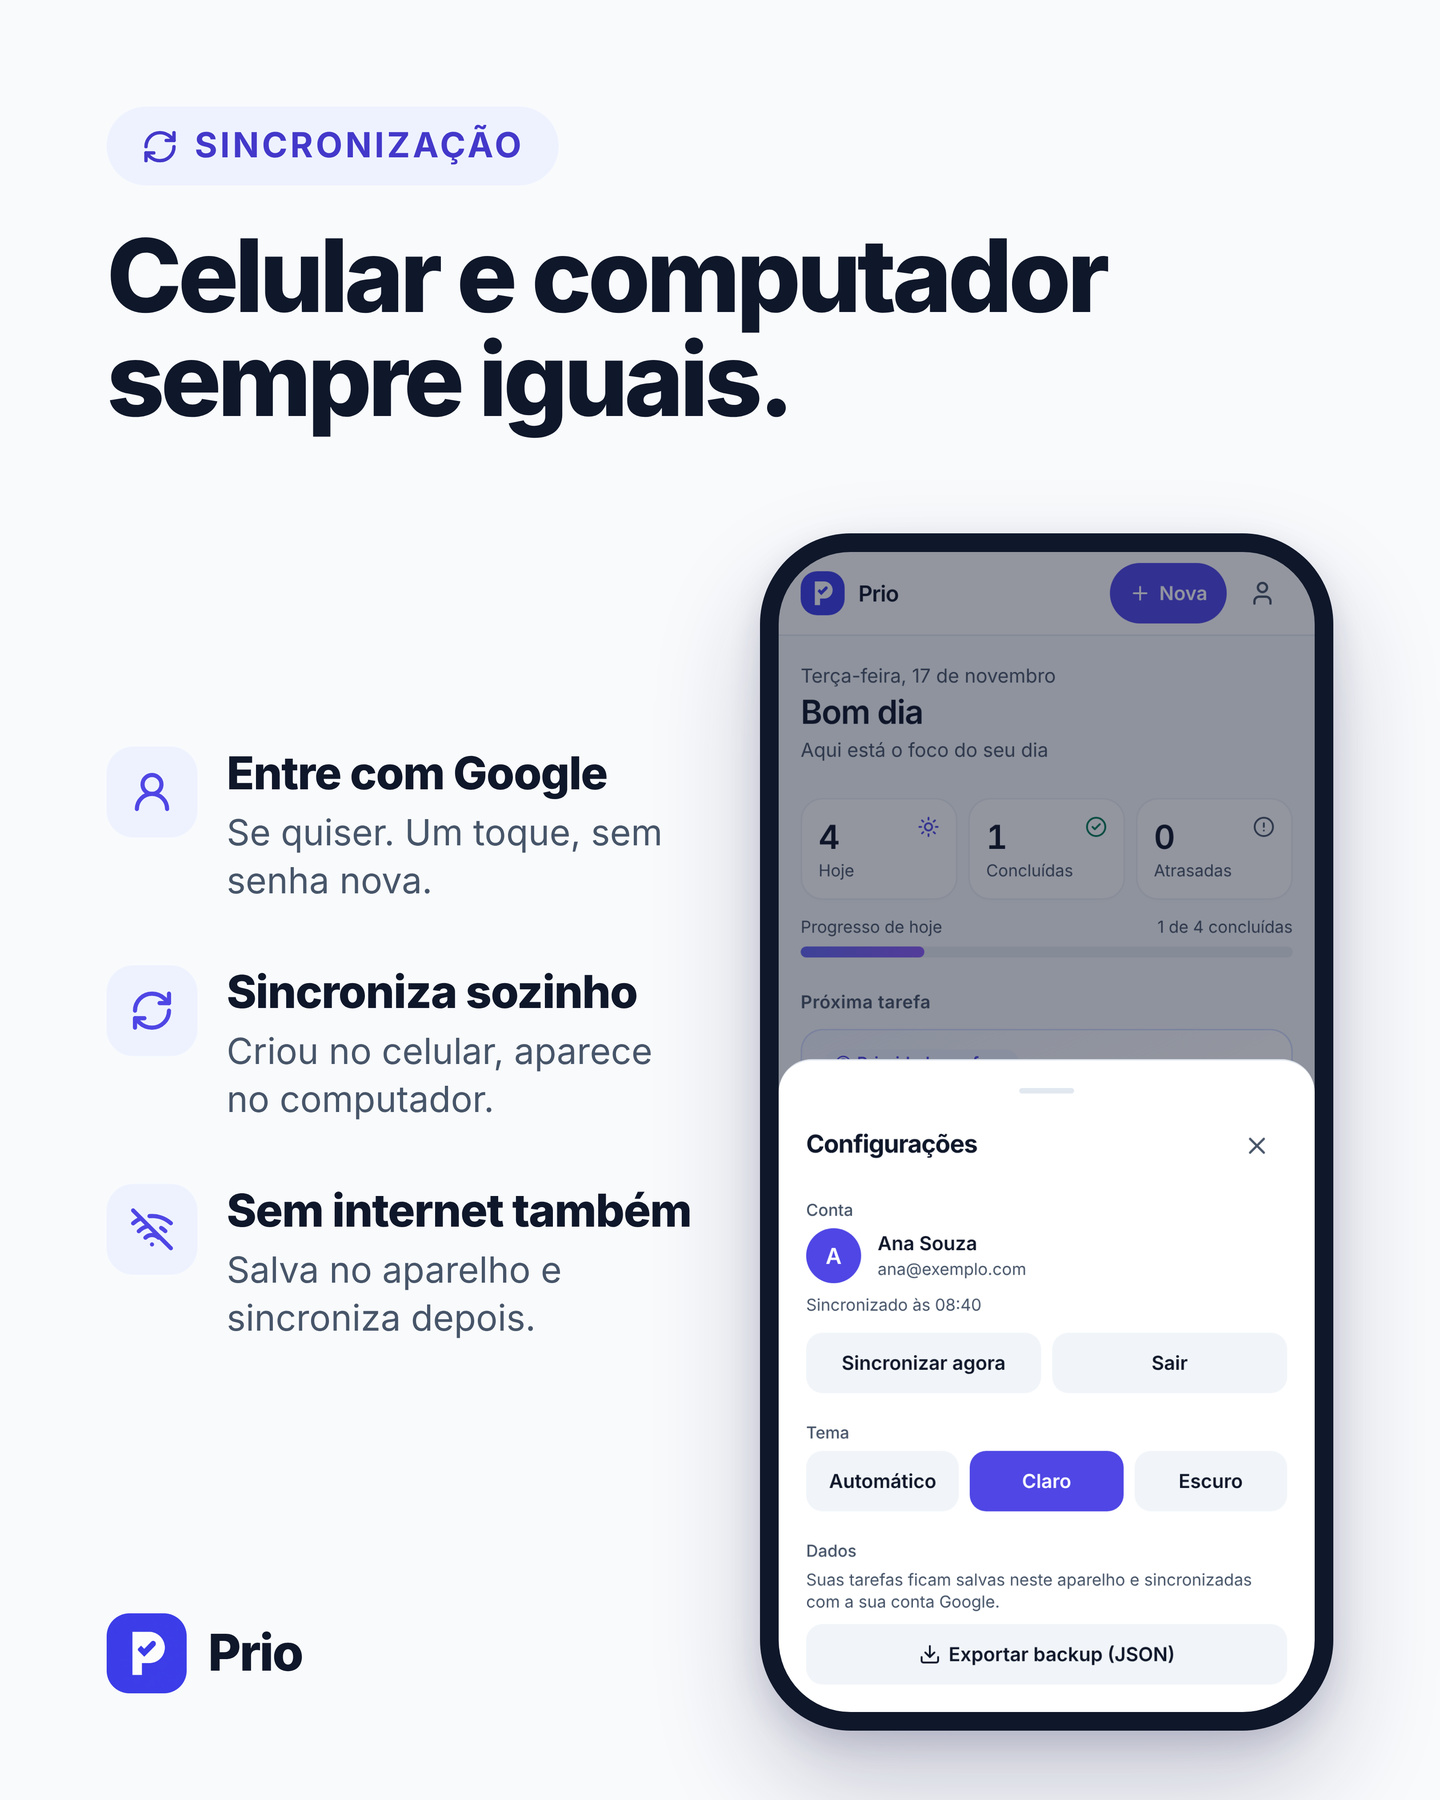 SINCRONIZAÇÃO
Celular e computador
sempre iguais.
Entre com Google
Se quiser. Um toque, sem
senha nova.
Sincroniza sozinho
Criou no celular, aparece
no computador.
Sem internet também
Salva no aparelho e
sincroniza depois.
Prio
Prio
+ Nova
Terça-feira, 17 de novembro
Bom dia
Aqui está o foco do seu dia
4
Hoje
1
Concluídas
0
Atrasadas
Progresso de hoje
1 de 4 concluídas
Próxima tarefa
Configurações
Conta
A
Ana Souza
ana@exemplo.com
Sincronizado às 08:40
Sincronizar agora
Sair
Tema
Automático
Claro
Escuro
Dados
Suas tarefas ficam salvas neste aparelho e sincronizadas
com a sua conta Google.
Exportar backup (JSON)